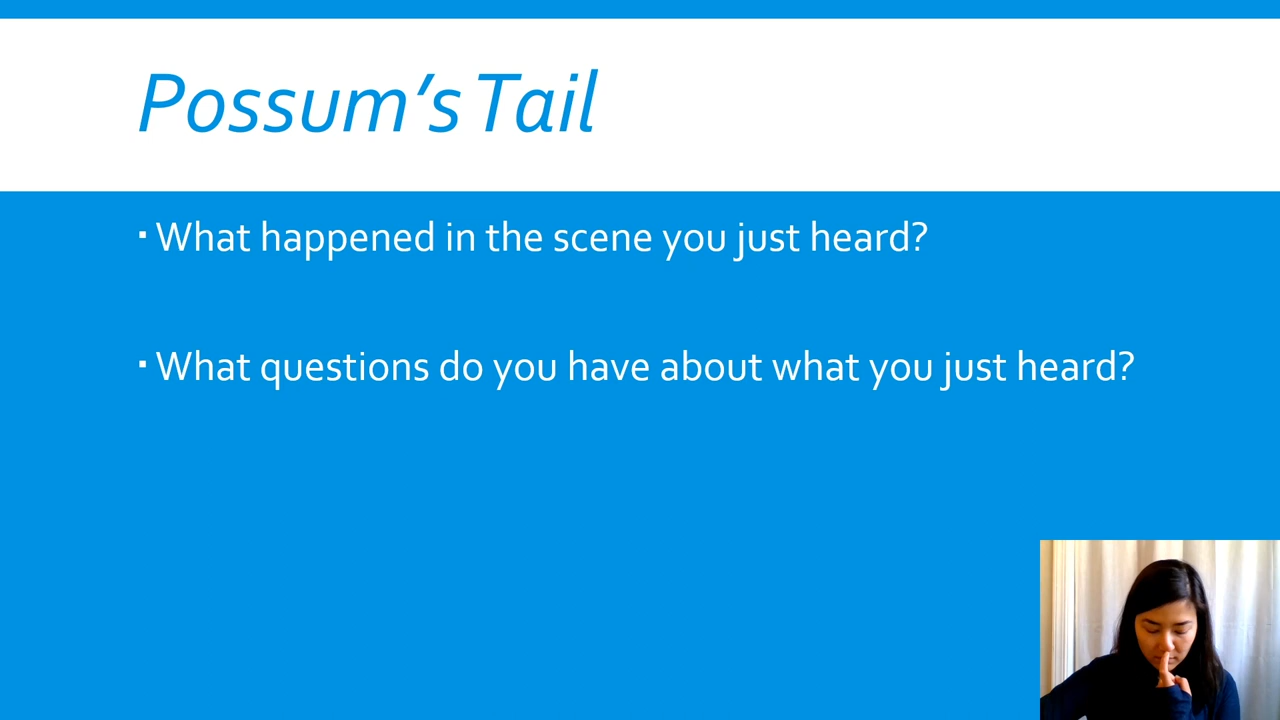 Possum’s Tail
▪ What happened in the scene you just heard?
▪ What questions do you have about what you just heard?